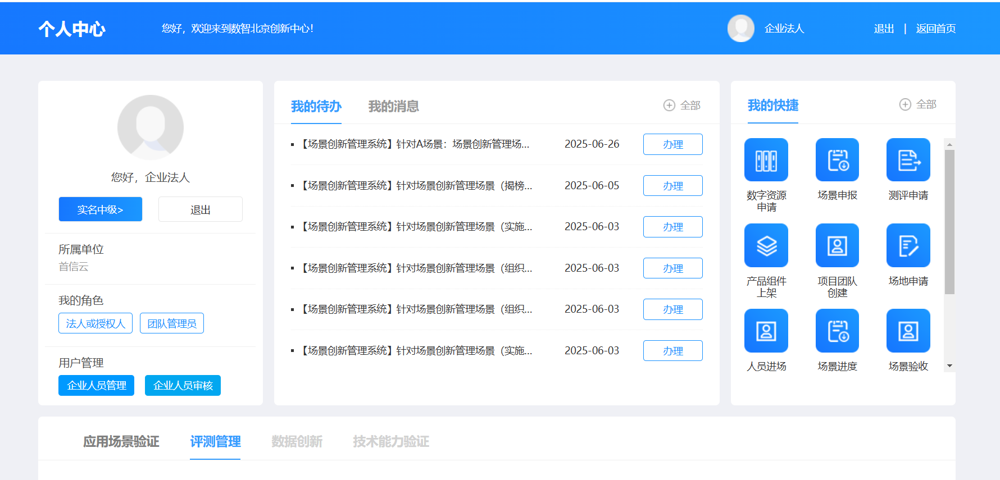 个人中心
您好，欢迎来到数智北京创新中心！
企业法人
退出 | 返回首页
您好，企业法人
实名中级>
退出
所属单位
首信云
我的角色
法人或授权人 团队管理员
用户管理
企业人员管理 企业人员审核
我的待办 我的消息 全部
【场景创新管理系统】针对A场景：场景创新管理场... 2025-06-26 办理
【场景创新管理系统】针对场景创新管理场景（揭榜... 2025-06-05 办理
【场景创新管理系统】针对场景创新管理场景（实施... 2025-06-03 办理
【场景创新管理系统】针对场景创新管理场景（组织... 2025-06-03 办理
【场景创新管理系统】针对场景创新管理场景（组织... 2025-06-03 办理
【场景创新管理系统】针对场景创新管理场景（实施... 2025-06-03 办理
我的快捷 全部
数字资源
申请
场景申报
测评申请
产品组件
上架
项目团队
创建
场地申请
人员进场
场景进度
场景验收
应用场景验证 评测管理 数据创新 技术能力验证